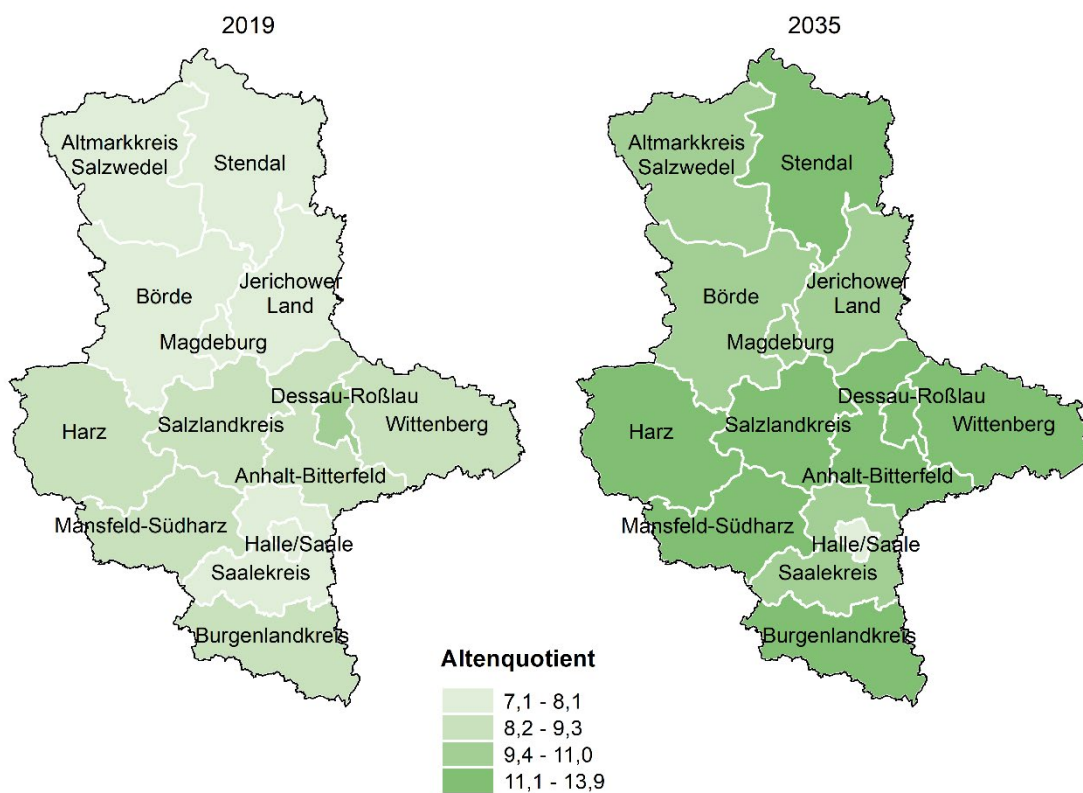 2019
Altmarkkreis
Salzwedel
Stendal
Börde
Jerichower
Land
Magdeburg
Dessau-Roßlau
Harz
Salzlandkreis
Wittenberg
Anhalt-Bitterfeld
Mansfeld-Südharz
Halle/Saale
Saalekreis
Burgenlandkreis
2035
Altmarkkreis
Salzwedel
Stendal
Börde
Jerichower
Land
Magdeburg
Dessau-Roßlau
Harz
Salzlandkreis
Wittenberg
Anhalt-Bitterfeld
Mansfeld-Südharz
Halle/Saale
Saalekreis
Burgenlandkreis
Altenquotient
7,1 - 8,1
8,2 - 9,3
9,4 - 11,0
11,1 - 13,9